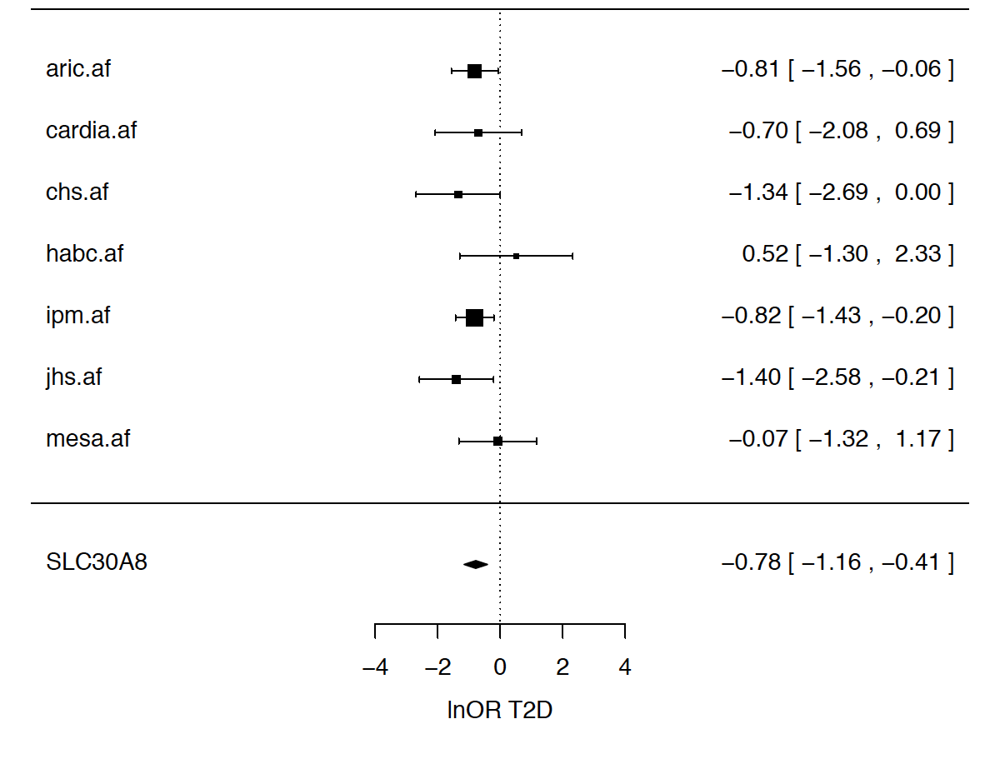 aric.af −0.81 [ −1.56 , −0.06 ]
cardia.af −0.70 [ −2.08 , 0.69 ]
chs.af −1.34 [ −2.69 , 0.00 ]
habc.af 0.52 [ −1.30 , 2.33 ]
ipm.af −0.82 [ −1.43 , −0.20 ]
jhs.af −1.40 [ −2.58 , −0.21 ]
mesa.af −0.07 [ −1.32 , 1.17 ]
SLC30A8 −0.78 [ −1.16 , −0.41 ]
−4 −2 0 2 4
lnOR T2D